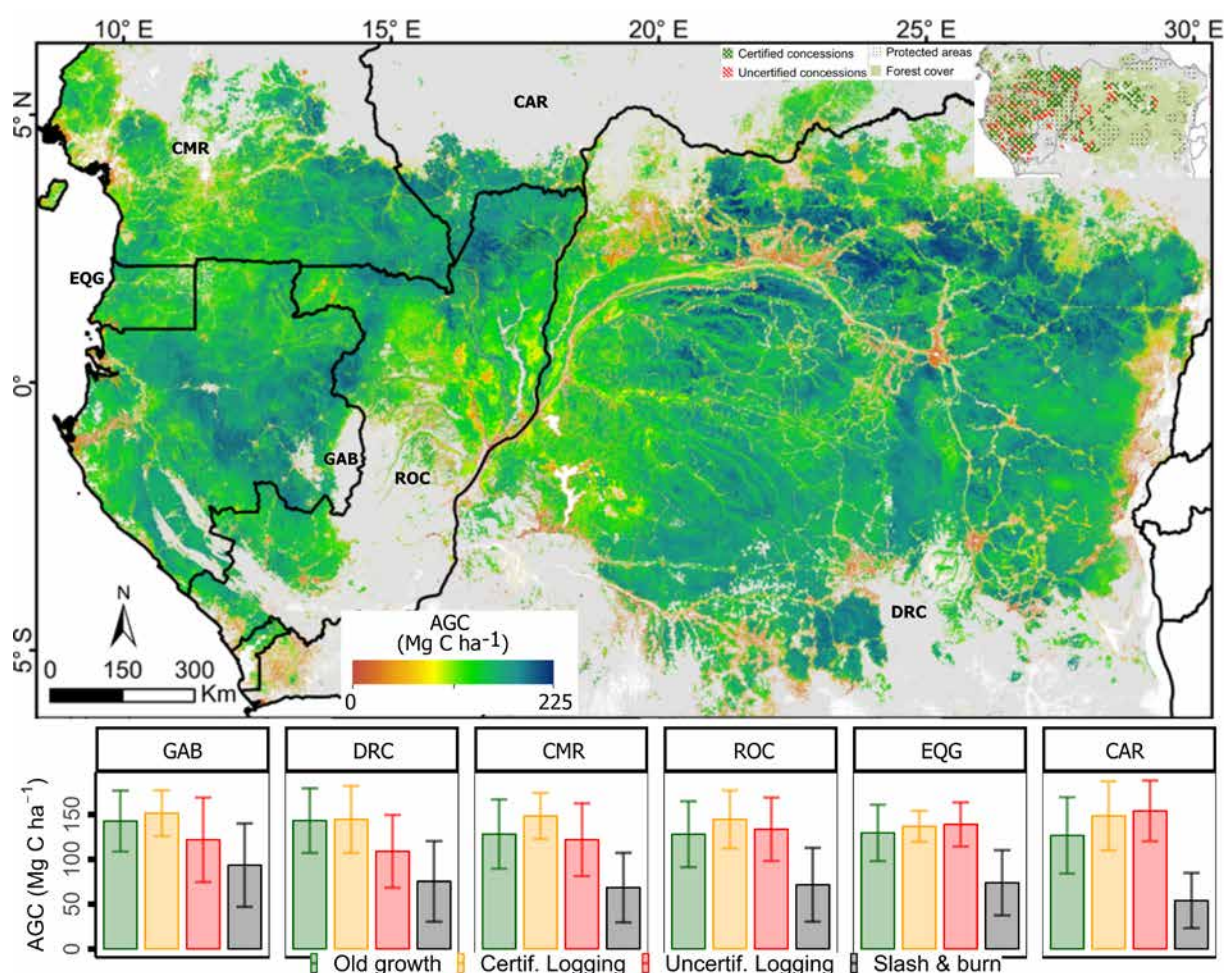 10° E 15° E 20° E 25° E 30° E
Certified concessions Protected areas
Uncertified concessions Forest cover
5° N
CAR
CMR
EQG
0°
GAB
ROC
N
DRC
AGC
(Mg C ha⁻¹)
5° S
0 150 300
Km
0 225
GAB DRC CMR ROC EQG CAR
AGC (Mg C ha⁻¹)
150
100
50
0
Old growth Certif. Logging Uncertif. Logging Slash & burn